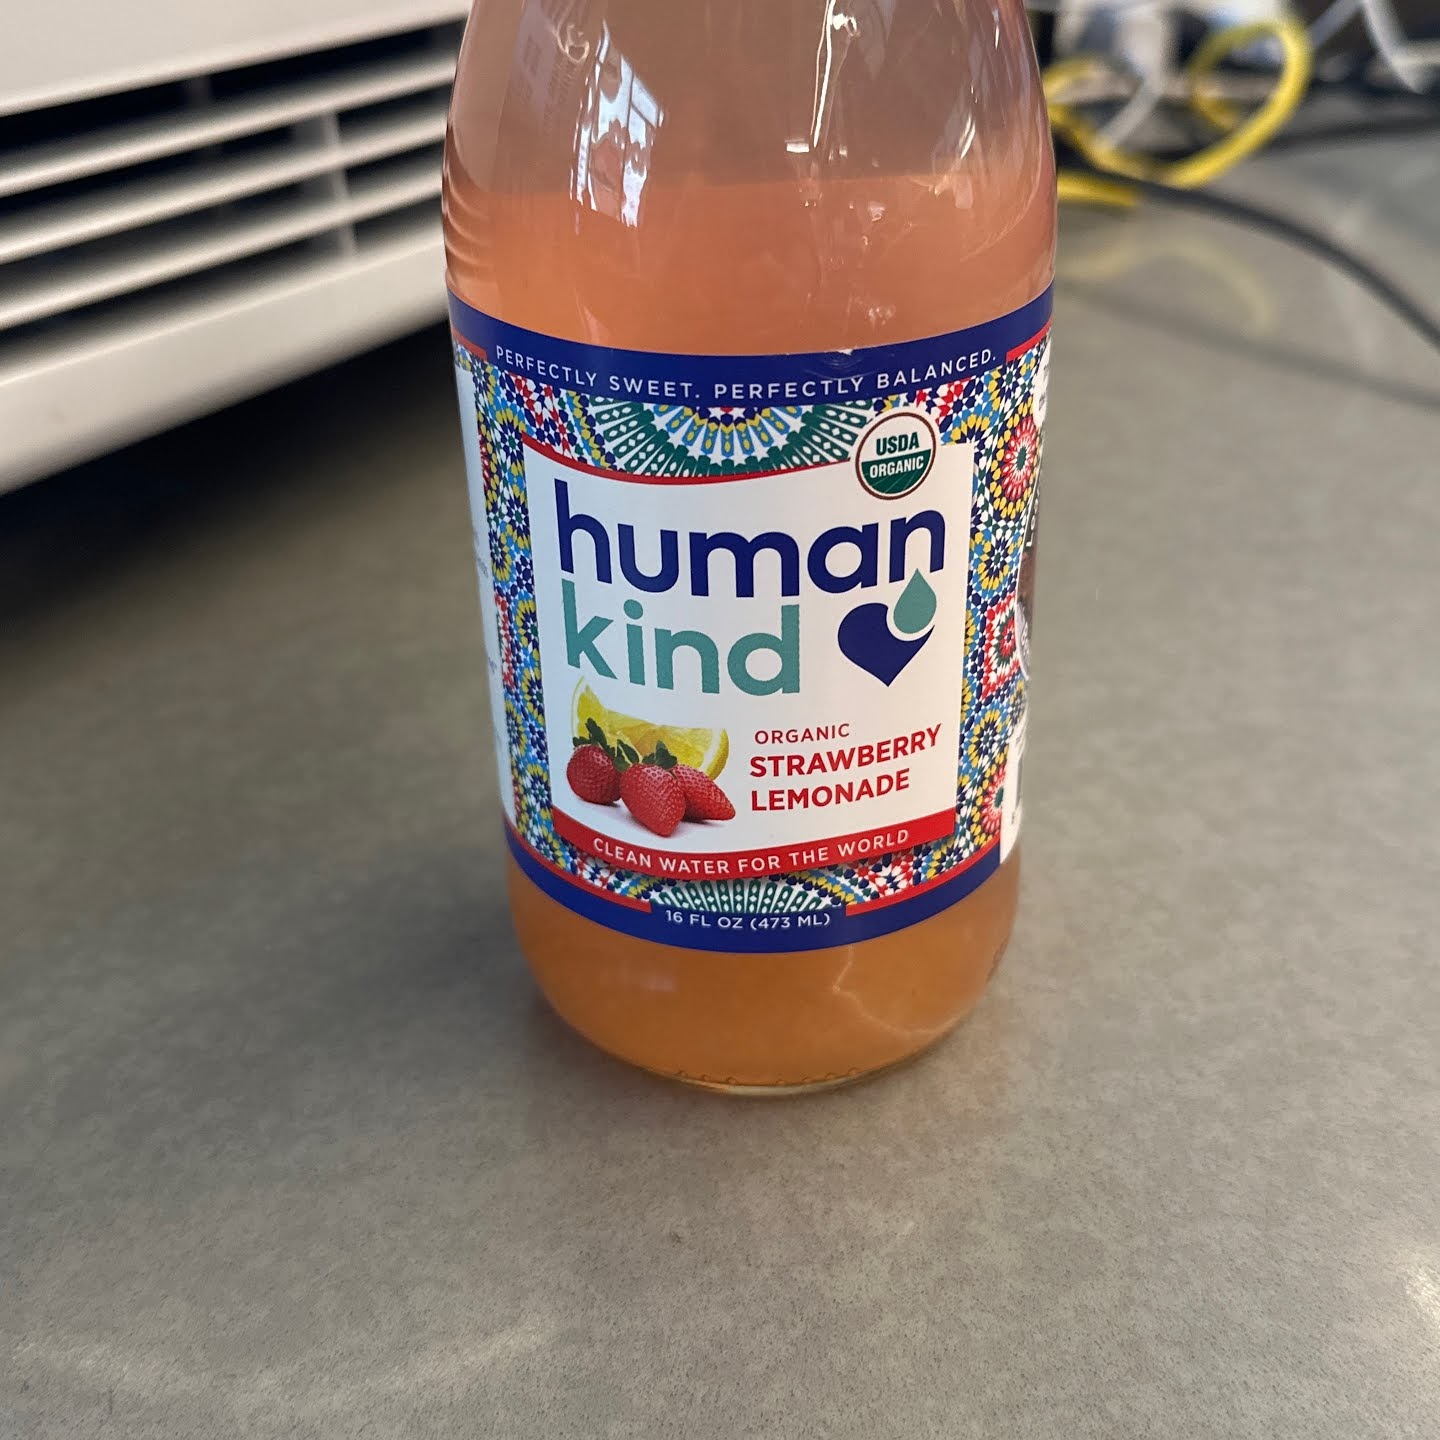 PERFECTLY SWEET. PERFECTLY BALANCED.
USDA
ORGANIC
human
kind
ORGANIC
STRAWBERRY
LEMONADE
CLEAN WATER FOR THE WORLD
16 FL OZ (473 ML)